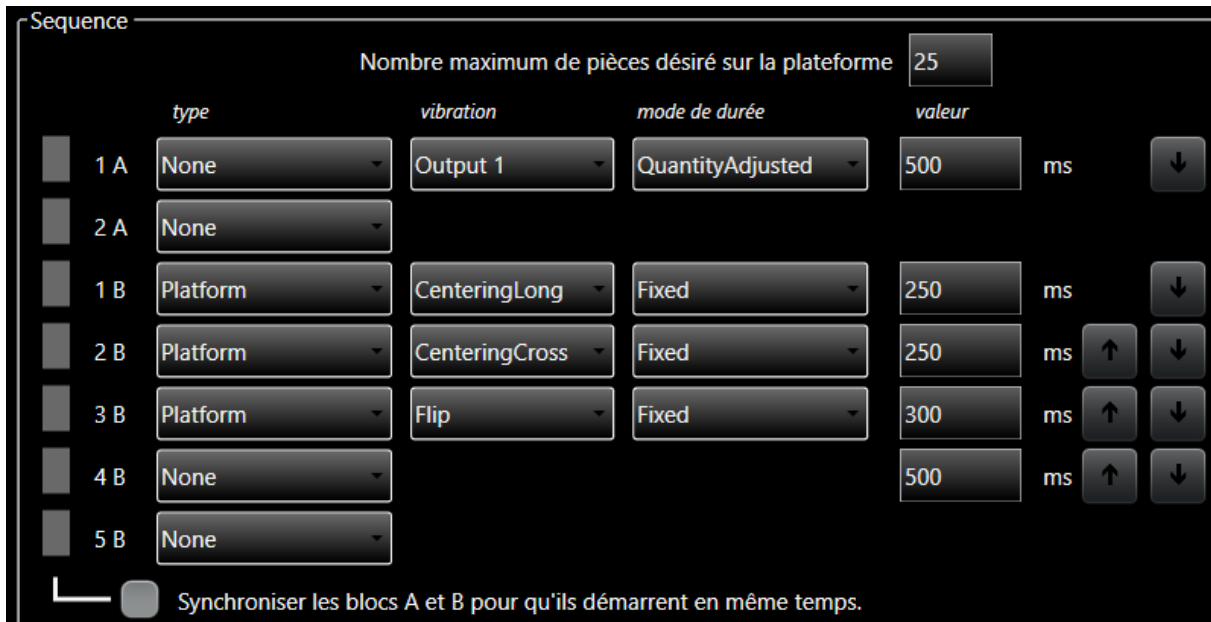 Sequence
Nombre maximum de pièces désiré sur la plateforme 25
type vibration mode de durée valeur
1 A None Output 1 QuantityAdjusted 500 ms
2 A None
1 B Platform CenteringLong Fixed 250 ms
2 B Platform CenteringCross Fixed 250 ms
3 B Platform Flip Fixed 300 ms
4 B None 500 ms
5 B None
Synchroniser les blocs A et B pour qu'ils démarrent en même temps.